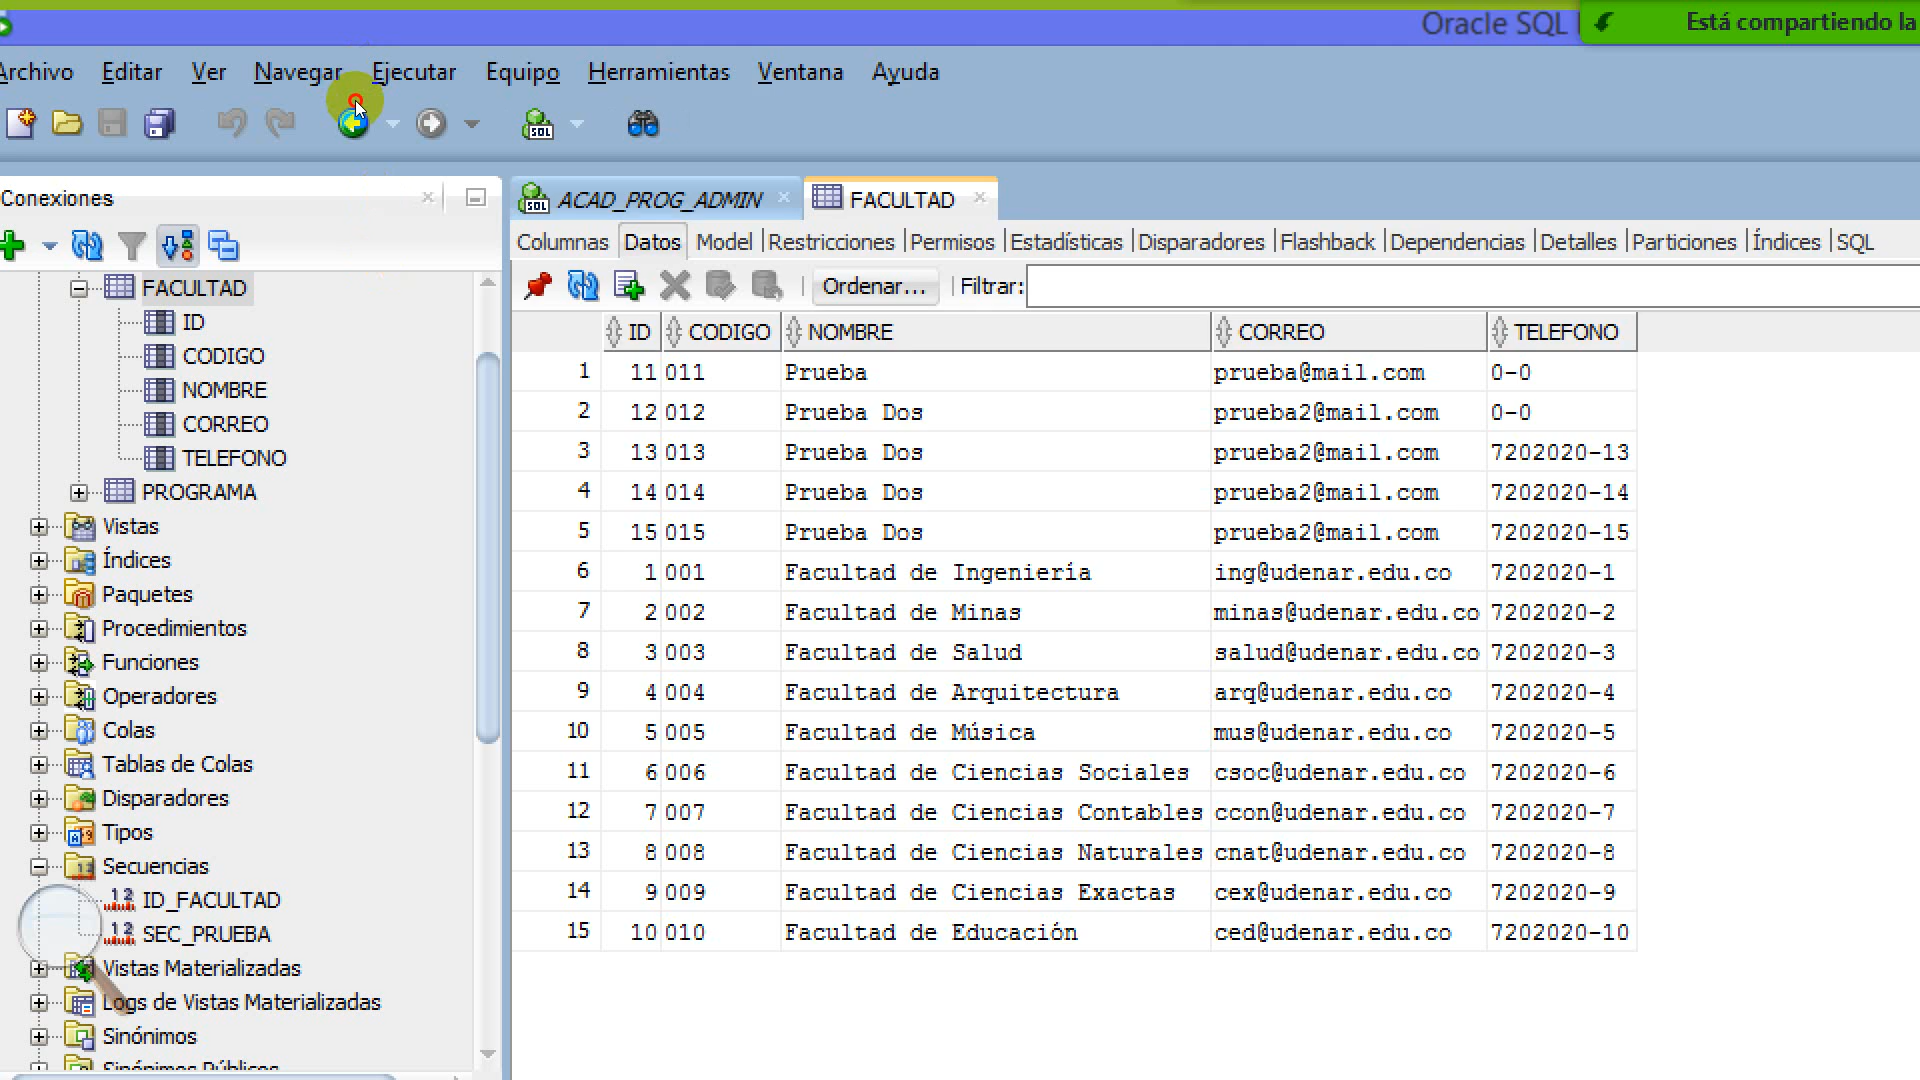 Oracle SQL
Está compartiendo la
Archivo Editar Ver Navegar Ejecutar Equipo Herramientas Ventana Ayuda
Conexiones
FACULTAD
ID
CODIGO
NOMBRE
CORREO
TELEFONO
PROGRAMA
Vistas
Índices
Paquetes
Procedimientos
Funciones
Operadores
Colas
Tablas de Colas
Disparadores
Tipos
Secuencias
ID_FACULTAD
SEC_PRUEBA
Vistas Materializadas
Logs de Vistas Materializadas
Sinónimos
Sinónimos Públicos
ACAD_PROG_ADMIN FACULTAD
Columnas Datos Model Restricciones Permisos Estadísticas Disparadores Flashback Dependencias Detalles Particiones Índices SQL
Ordenar... Filtrar:
ID CODIGO NOMBRE CORREO TELEFONO
1 11 011 Prueba prueba@mail.com 0-0
2 12 012 Prueba Dos prueba2@mail.com 0-0
3 13 013 Prueba Dos prueba2@mail.com 7202020-13
4 14 014 Prueba Dos prueba2@mail.com 7202020-14
5 15 015 Prueba Dos prueba2@mail.com 7202020-15
6 1 001 Facultad de Ingeniería ing@udenar.edu.co 7202020-1
7 2 002 Facultad de Minas minas@udenar.edu.co 7202020-2
8 3 003 Facultad de Salud salud@udenar.edu.co 7202020-3
9 4 004 Facultad de Arquitectura arq@udenar.edu.co 7202020-4
10 5 005 Facultad de Música mus@udenar.edu.co 7202020-5
11 6 006 Facultad de Ciencias Sociales csoc@udenar.edu.co 7202020-6
12 7 007 Facultad de Ciencias Contables ccon@udenar.edu.co 7202020-7
13 8 008 Facultad de Ciencias Naturales cnat@udenar.edu.co 7202020-8
14 9 009 Facultad de Ciencias Exactas cex@udenar.edu.co 7202020-9
15 10 010 Facultad de Educación ced@udenar.edu.co 7202020-10